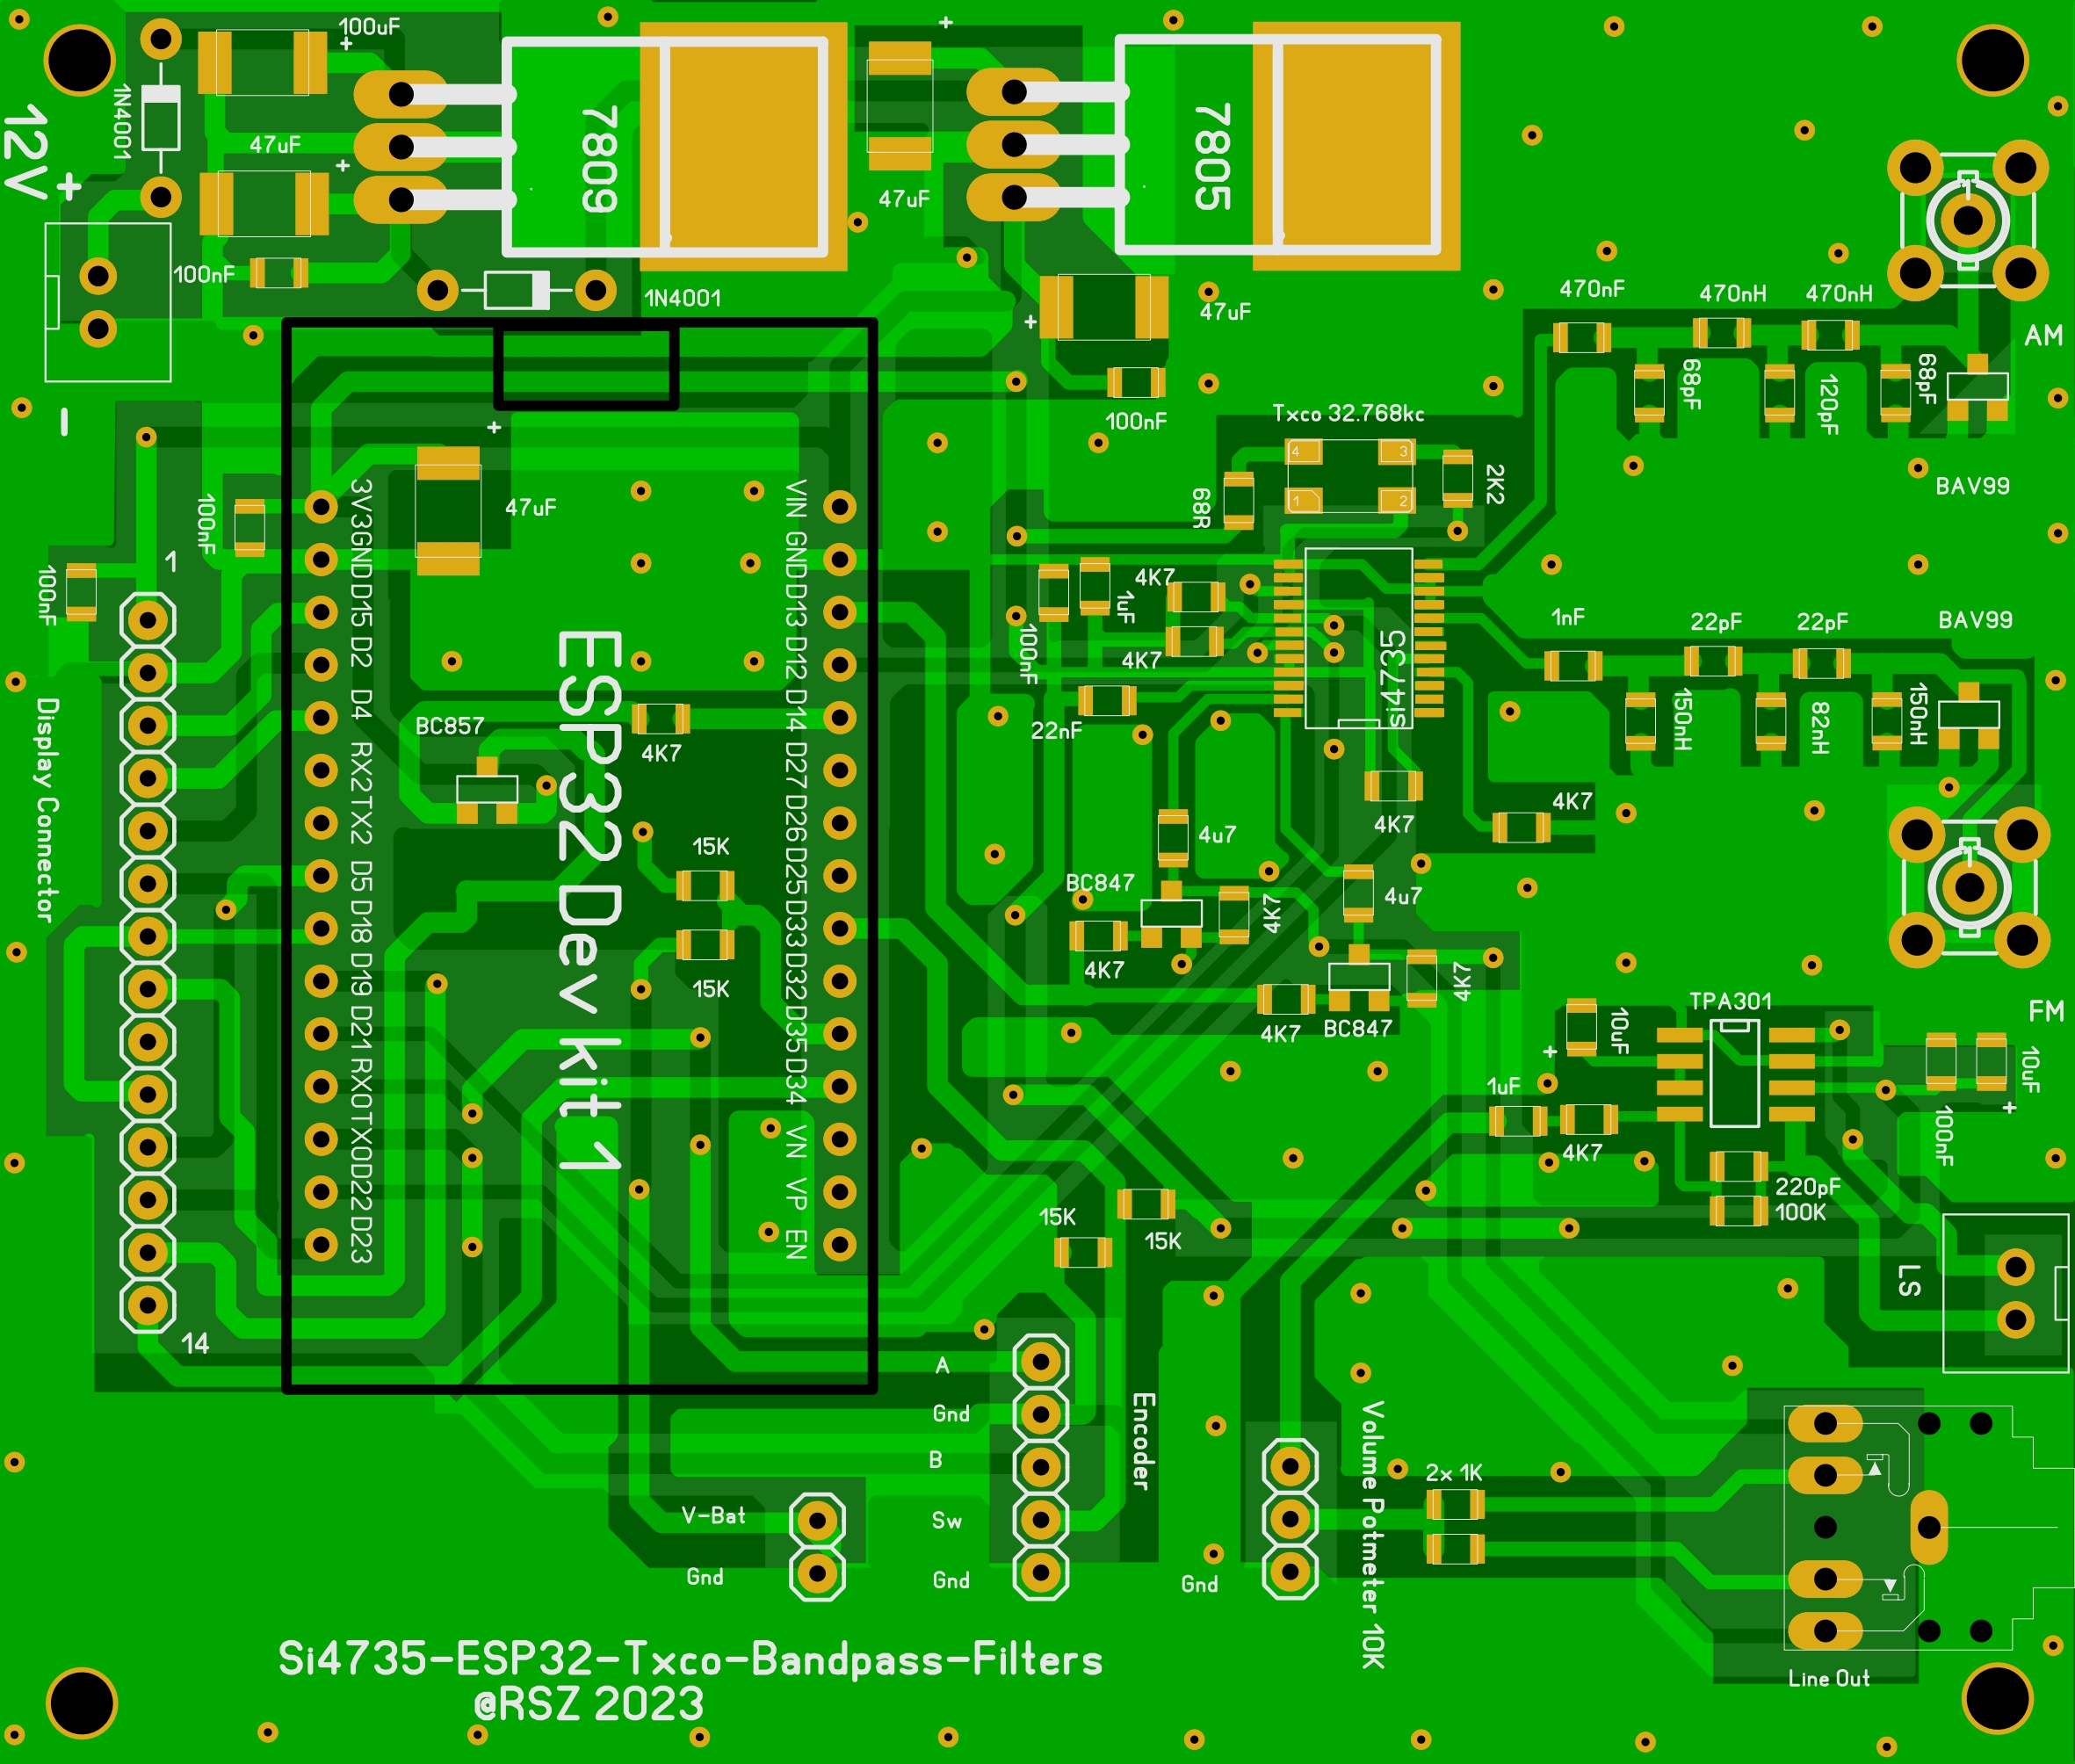 100uF
+
1N4001
12V
+
47uF
+
7809
47uF
+
7805
100nF
1N4001
47uF
+
100nF
470nF
470nH
470nH
AM
68pF
120pF
68pF
BAV99
Txco 32.768kc
4
3
1
2
68R
2K2
+
47uF
100nF
1
100nF
3V3
GND
D15
D2
D4
RX2
TX2
D5
D18
D19
D21
RX0
TX0
D22
D23
VIN
GND
D13
D12
D14
D27
D26
D25
D33
D32
D35
D34
VN
VP
EN
ESP32 Dev kit 1
BC857
4K7
15K
15K
Display Connector
14
4K7
1uF
100nF
4K7
22nF
si4735
1nF
22pF
22pF
BAV99
150nH
82nH
150nH
1
4K7
4K7
4u7
BC847
4K7
4u7
4K7
4K7
4K7
BC847
FM
TPA301
10uF
+
1uF
4K7
10uF
+
100nF
220pF
100K
15K
15K
LS
A
Gnd
B
Sw
Gnd
Encoder
V-Bat
Gnd
Gnd
Volume Potmeter 10K
2x 1K
Line Out
Si4735-ESP32-Txco-Bandpass-Filters
@RSZ 2023